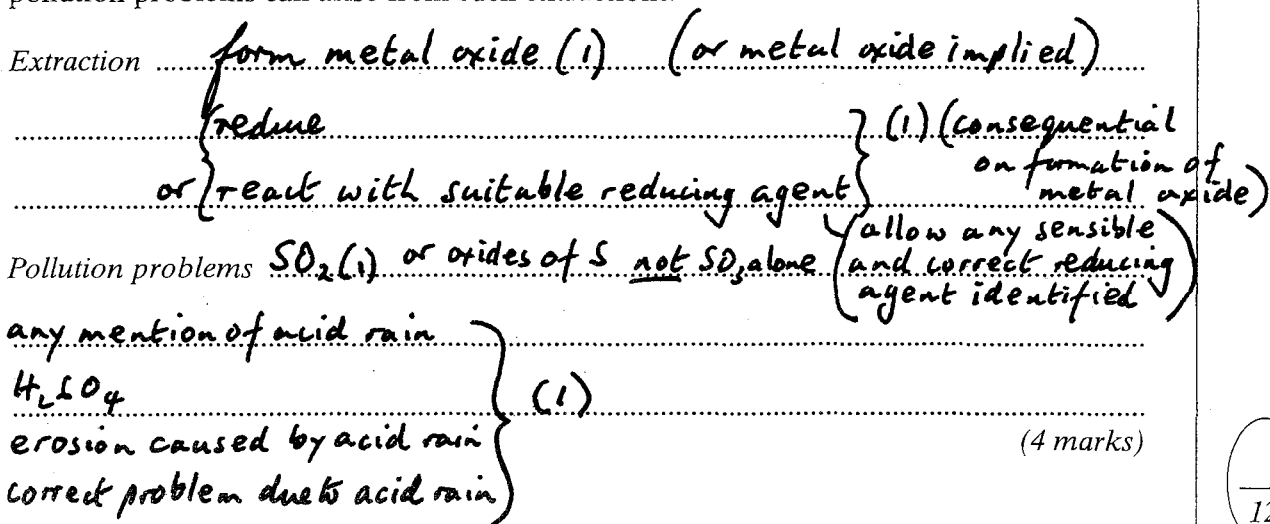 pollution problems can arise from such extractions.
Extraction ...... form metal oxide (1) (or metal oxide implied)
reduce } (1) (consequential on formation of metal oxide)
or { react with suitable reducing agent
(allow any sensible and correct reducing agent identified)
Pollution problems SO2 (1) or oxides of S not SO3 alone
any mention of acid rain
H2SO4 } (1)
erosion caused by acid rain
(4 marks)
correct problem due to acid rain
12